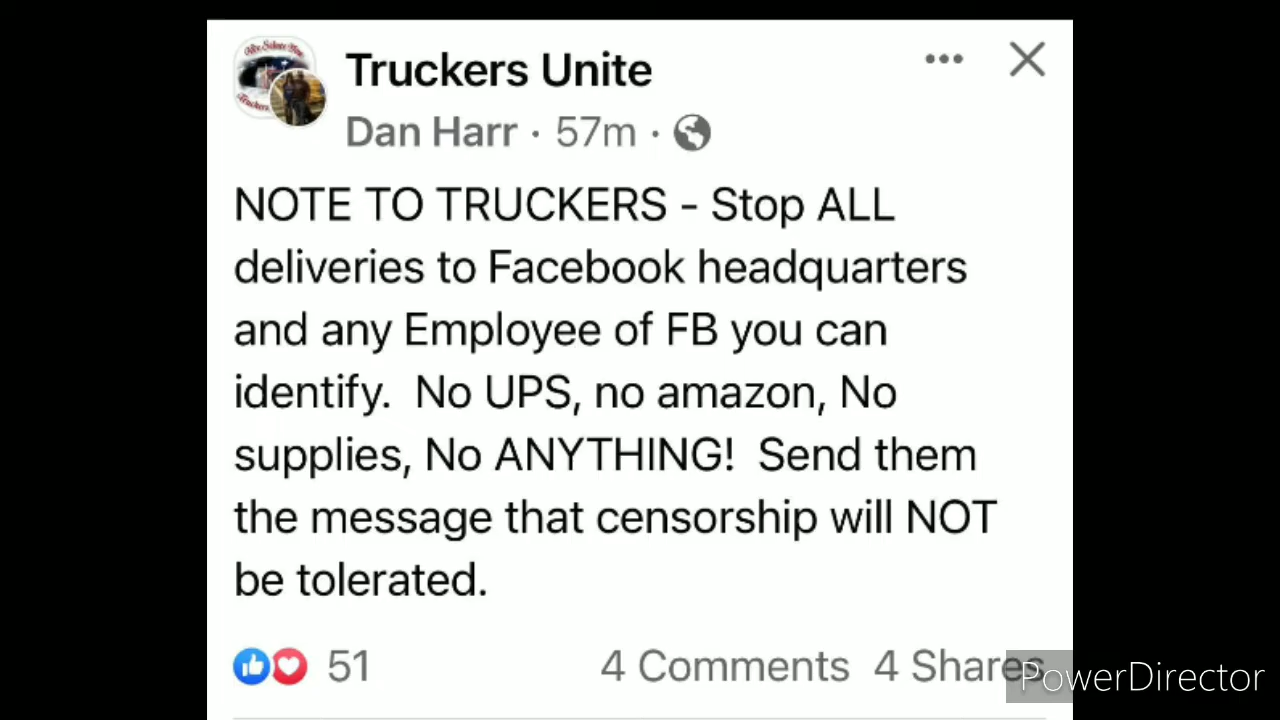 Truckers Unite
Dan Harr · 57m ·
NOTE TO TRUCKERS - Stop ALL
deliveries to Facebook headquarters
and any Employee of FB you can
identify.  No UPS, no amazon, No
supplies, No ANYTHING!  Send them
the message that censorship will NOT
be tolerated.
51
4 Comments 4 Shares
PowerDirector